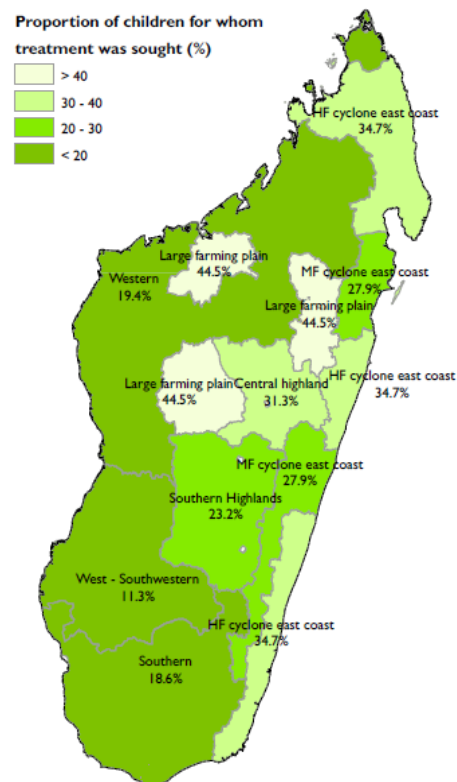 Proportion of children for whom
treatment was sought (%)
> 40
30 - 40
20 - 30
< 20
HF cyclone east coast
34.7%
Large farming plain
44.5%
Western
19.4%
MF cyclone east coast
27.9%
Large farming plain
44.5%
Large farming plain
44.5%
Central highland
31.3%
HF cyclone east coast
34.7%
MF cyclone east coast
27.9%
Southern Highlands
23.2%
West - Southwestern
11.3%
HF cyclone east coast
34.7%
Southern
18.6%